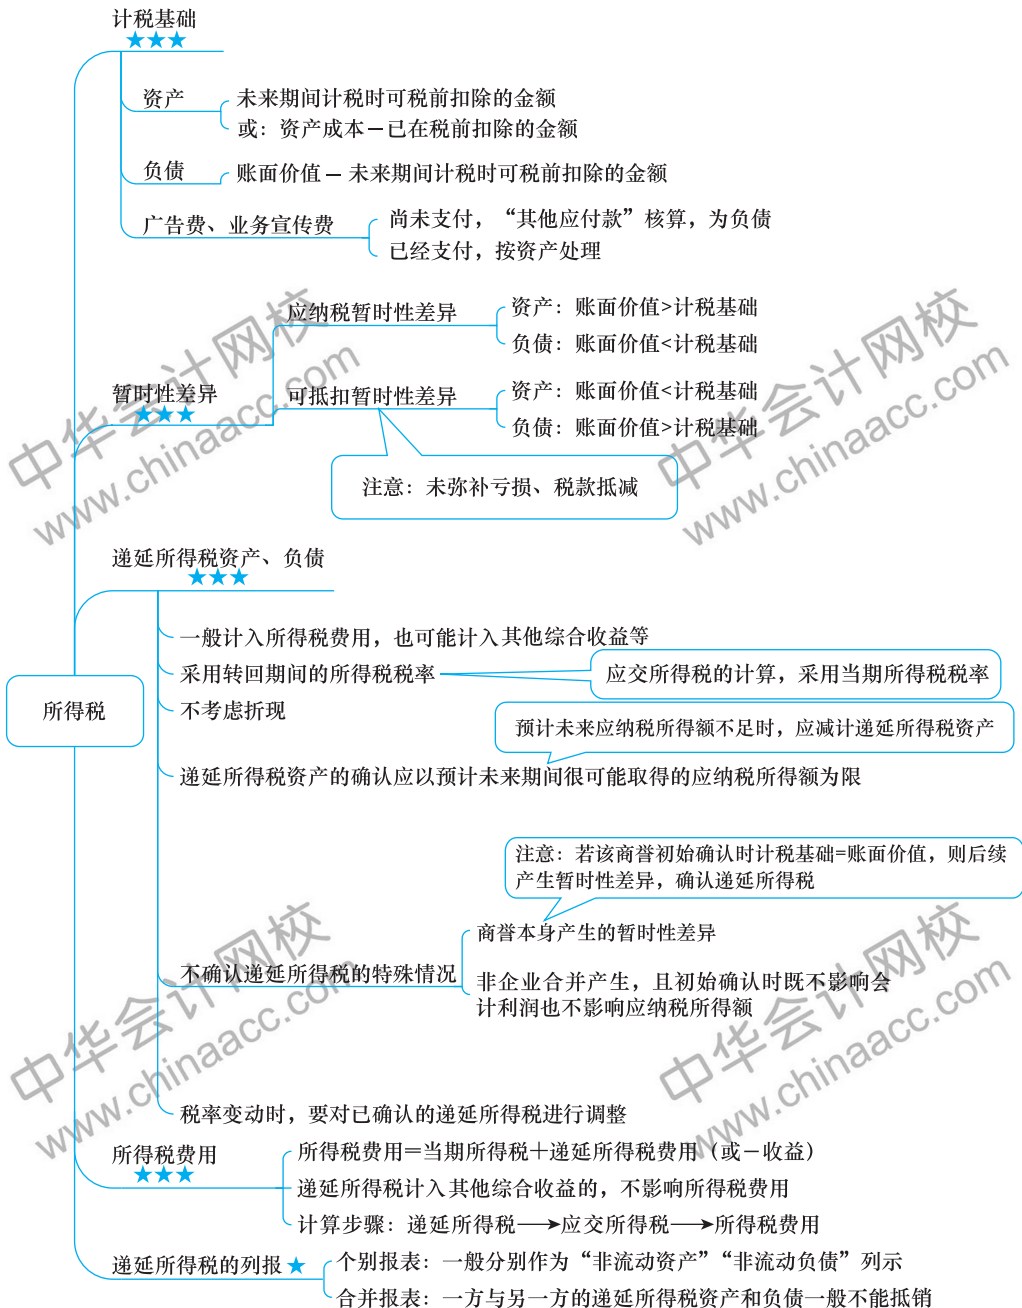 计税基础
★★★
资产
未来期间计税时可税前扣除的金额
或：资产成本－已在税前扣除的金额
负债
账面价值－未来期间计税时可税前扣除的金额
广告费、业务宣传费
尚未支付，“其他应付款”核算，为负债
已经支付，按资产处理
暂时性差异
★★★
应纳税暂时性差异
资产：账面价值>计税基础
负债：账面价值<计税基础
可抵扣暂时性差异
资产：账面价值<计税基础
负债：账面价值>计税基础
注意：未弥补亏损、税款抵减
递延所得税资产、负债
★★★
一般计入所得税费用，也可能计入其他综合收益等
采用转回期间的所得税税率
应交所得税的计算，采用当期所得税税率
所得税
不考虑折现
预计未来应纳税所得额不足时，应减计递延所得税资产
递延所得税资产的确认应以预计未来期间很可能取得的应纳税所得额为限
注意：若该商誉初始确认时计税基础=账面价值，则后续
产生暂时性差异，确认递延所得税
不确认递延所得税的特殊情况
商誉本身产生的暂时性差异
非企业合并产生，且初始确认时既不影响会
计利润也不影响应纳税所得额
税率变动时，要对已确认的递延所得税进行调整
所得税费用
★★★
所得税费用＝当期所得税＋递延所得税费用（或－收益）
递延所得税计入其他综合收益的，不影响所得税费用
计算步骤：递延所得税→应交所得税→所得税费用
递延所得税的列报★
个别报表：一般分别作为“非流动资产”“非流动负债”列示
合并报表：一方与另一方的递延所得税资产和负债一般不能抵销
中华会计网校
www.chinaacc.com
中华会计网校
www.chinaacc.com
中华会计网校
www.chinaacc.com
中华会计网校
www.chinaacc.com